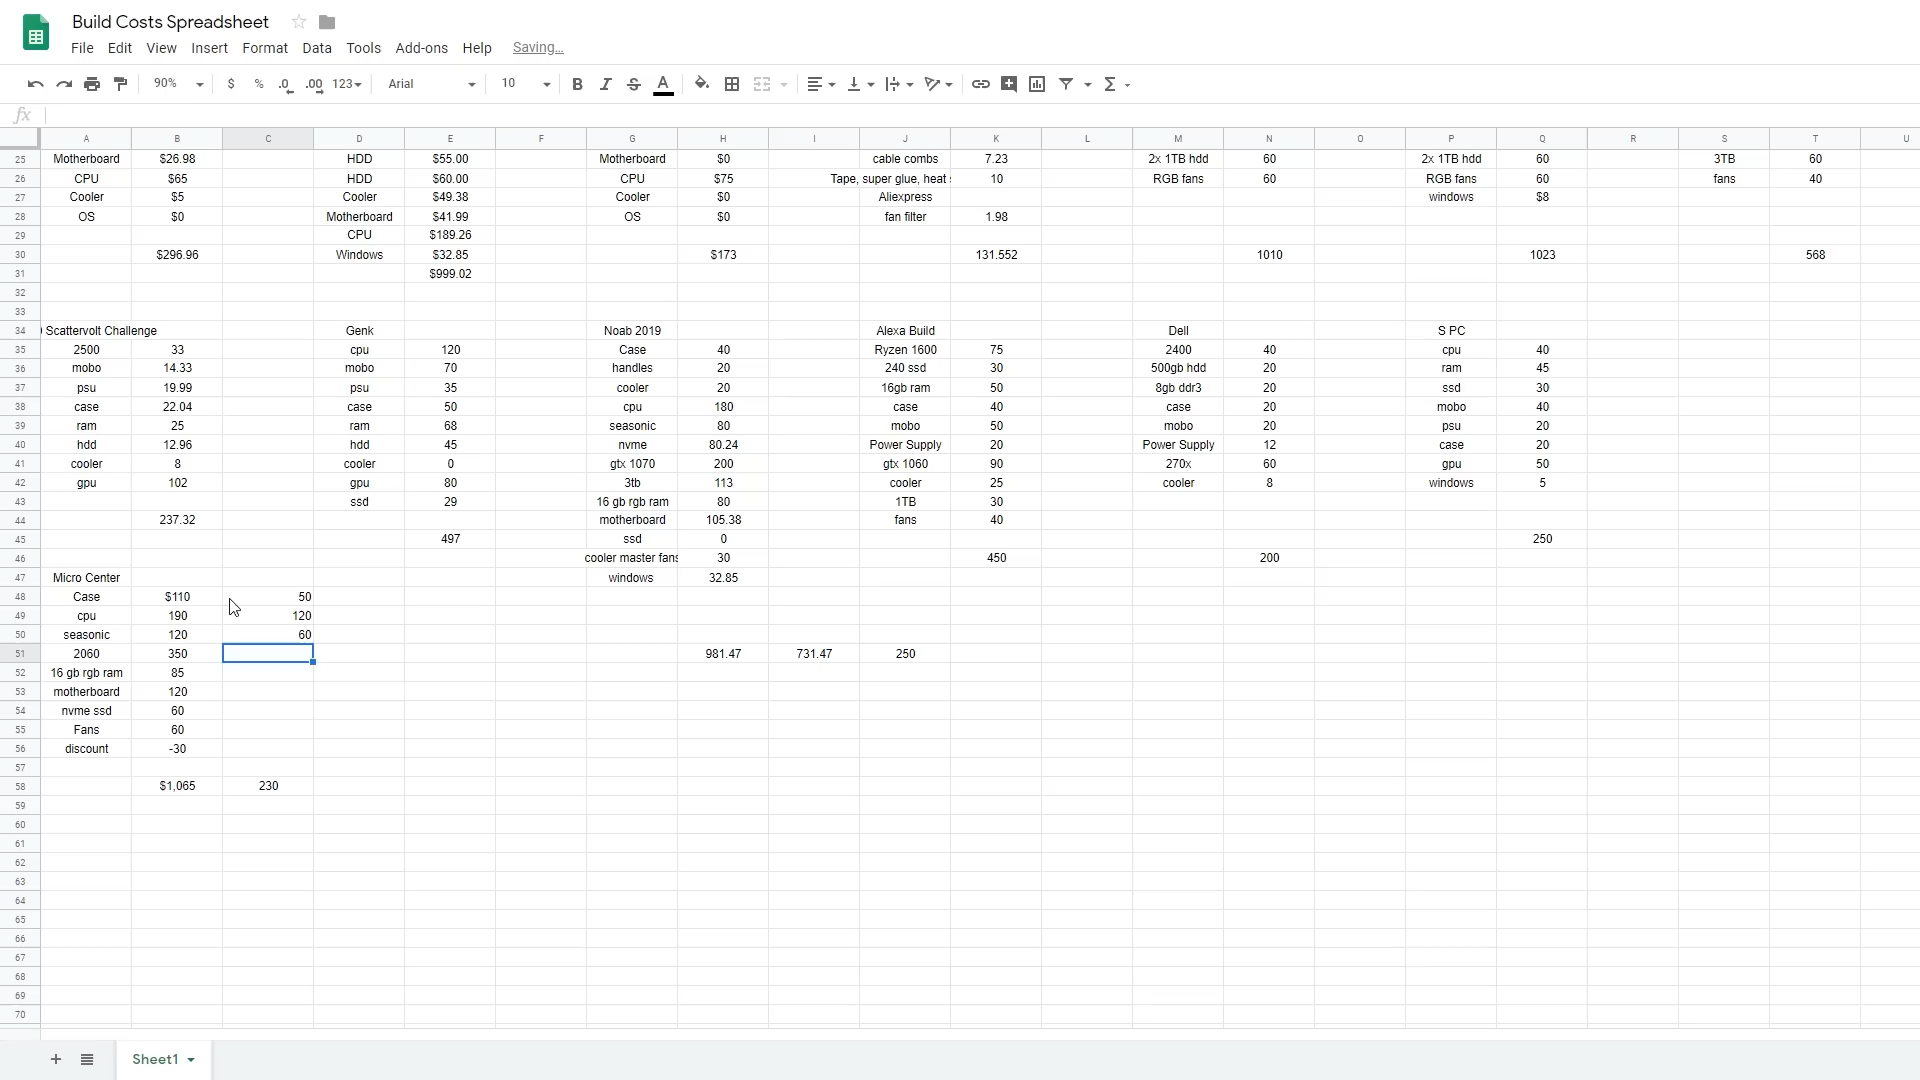 Build Costs Spreadsheet
File Edit View Insert Format Data Tools Add-ons Help Saving...
90% $ % .0 .00 123 Arial 10 B I S A
fx
A B C D E F G H I J K L M N O P Q R S T U
25 Motherboard $26.98 HDD $55.00 Motherboard $0 cable combs 7.23 2x 1TB hdd 60 2x 1TB hdd 60 3TB 60
26 CPU $65 HDD $60.00 CPU $75 Tape, super glue, heat 10 RGB fans 60 RGB fans 60 fans 40
27 Cooler $5 Cooler $49.38 Cooler $0 Aliexpress windows $8
28 OS $0 Motherboard $41.99 OS $0 fan filter 1.98
29 CPU $189.26
30 $296.96 Windows $32.85 $173 131.552 1010 1023 568
31 $999.02
32
33
34 Scattervolt Challenge Genk Noab 2019 Alexa Build Dell S PC
35 2500 33 cpu 120 Case 40 Ryzen 1600 75 2400 40 cpu 40
36 mobo 14.33 mobo 70 handles 20 240 ssd 30 500gb hdd 20 ram 45
37 psu 19.99 psu 35 cooler 20 16gb ram 50 8gb ddr3 20 ssd 30
38 case 22.04 case 50 cpu 180 case 40 case 20 mobo 40
39 ram 25 ram 68 seasonic 80 mobo 50 mobo 20 psu 20
40 hdd 12.96 hdd 45 nvme 80.24 Power Supply 20 Power Supply 12 case 20
41 cooler 8 cooler 0 gtx 1070 200 gtx 1060 90 270x 60 gpu 50
42 gpu 102 gpu 80 3tb 113 cooler 25 cooler 8 windows 5
43 ssd 29 16 gb rgb ram 80 1TB 30
44 237.32 motherboard 105.38 fans 40
45 497 ssd 0 250
46 cooler master fans 30 450 200
47 Micro Center windows 32.85
48 Case $110 50
49 cpu 190 120
50 seasonic 120 60
51 2060 350 981.47 731.47 250
52 16 gb rgb ram 85
53 motherboard 120
54 nvme ssd 60
55 Fans 60
56 discount -30
57
58 $1,065 230
59
60
61
62
63
64
65
66
67
68
69
70
Sheet1